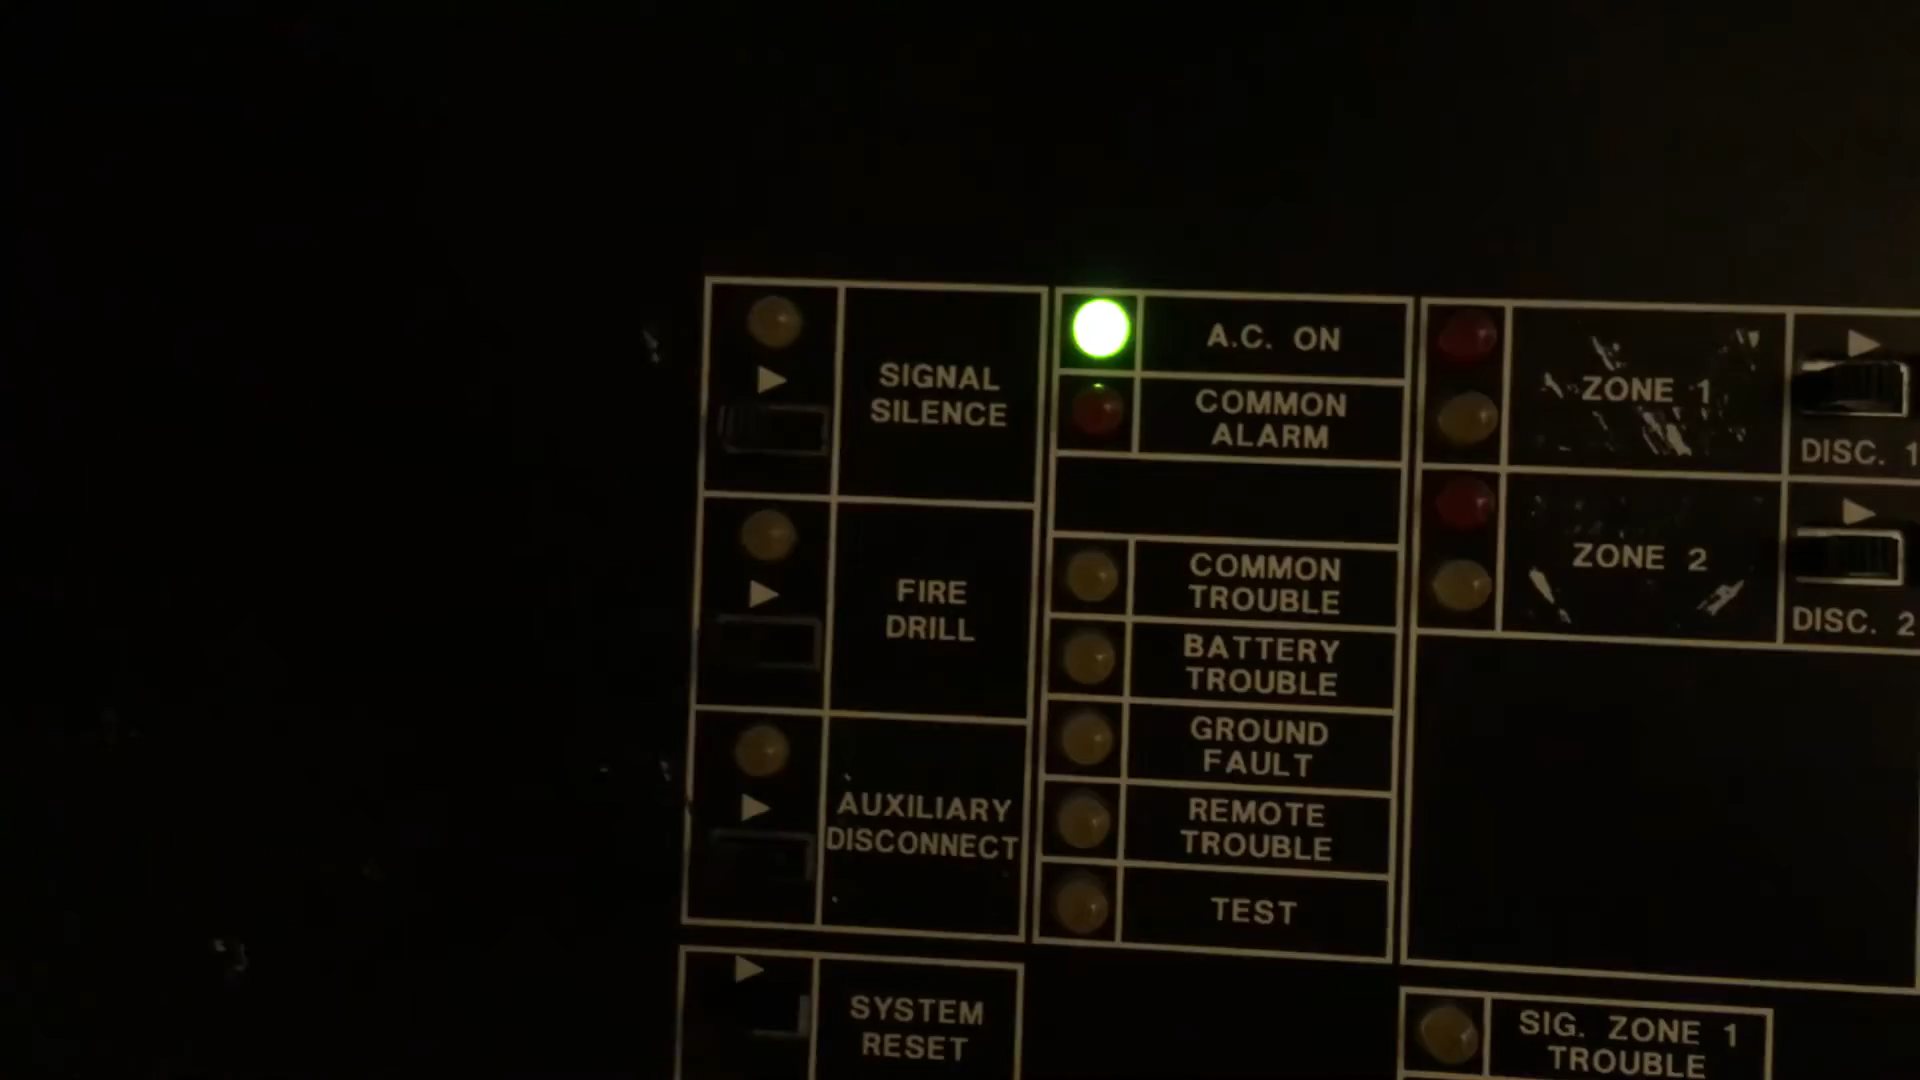 SIGNAL
SILENCE
FIRE
DRILL
AUXILIARY
DISCONNECT
SYSTEM
RESET
A.C. ON
COMMON
ALARM
COMMON
TROUBLE
BATTERY
TROUBLE
GROUND
FAULT
REMOTE
TROUBLE
TEST
ZONE 1
DISC. 1
ZONE 2
DISC. 2
SIG. ZONE 1
TROUBLE